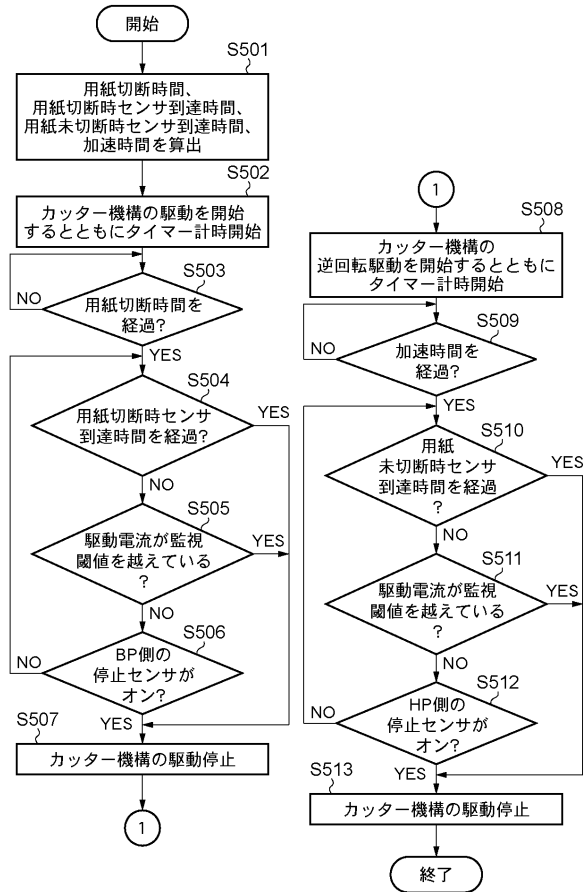 開始
S501
用紙切断時間、
用紙切断時センサ到達時間、
用紙未切断時センサ到達時間、
加速時間を算出
S502
カッター機構の駆動を開始
するとともにタイマー計時開始
S503
用紙切断時間を
経過?
NO
YES
S504
用紙切断時センサ
到達時間を経過?
YES
NO
S505
駆動電流が監視
閾値を越えている
?
YES
NO
S506
BP側の
停止センサが
オン?
NO
YES
S507
カッター機構の駆動停止
1
1
S508
カッター機構の
逆回転駆動を開始するとともに
タイマー計時開始
S509
加速時間を
経過?
NO
YES
S510
用紙
未切断時センサ
到達時間を経過
?
YES
NO
S511
駆動電流が監視
閾値を越えている
?
YES
NO
S512
HP側の
停止センサが
オン?
NO
YES
S513
カッター機構の駆動停止
終了